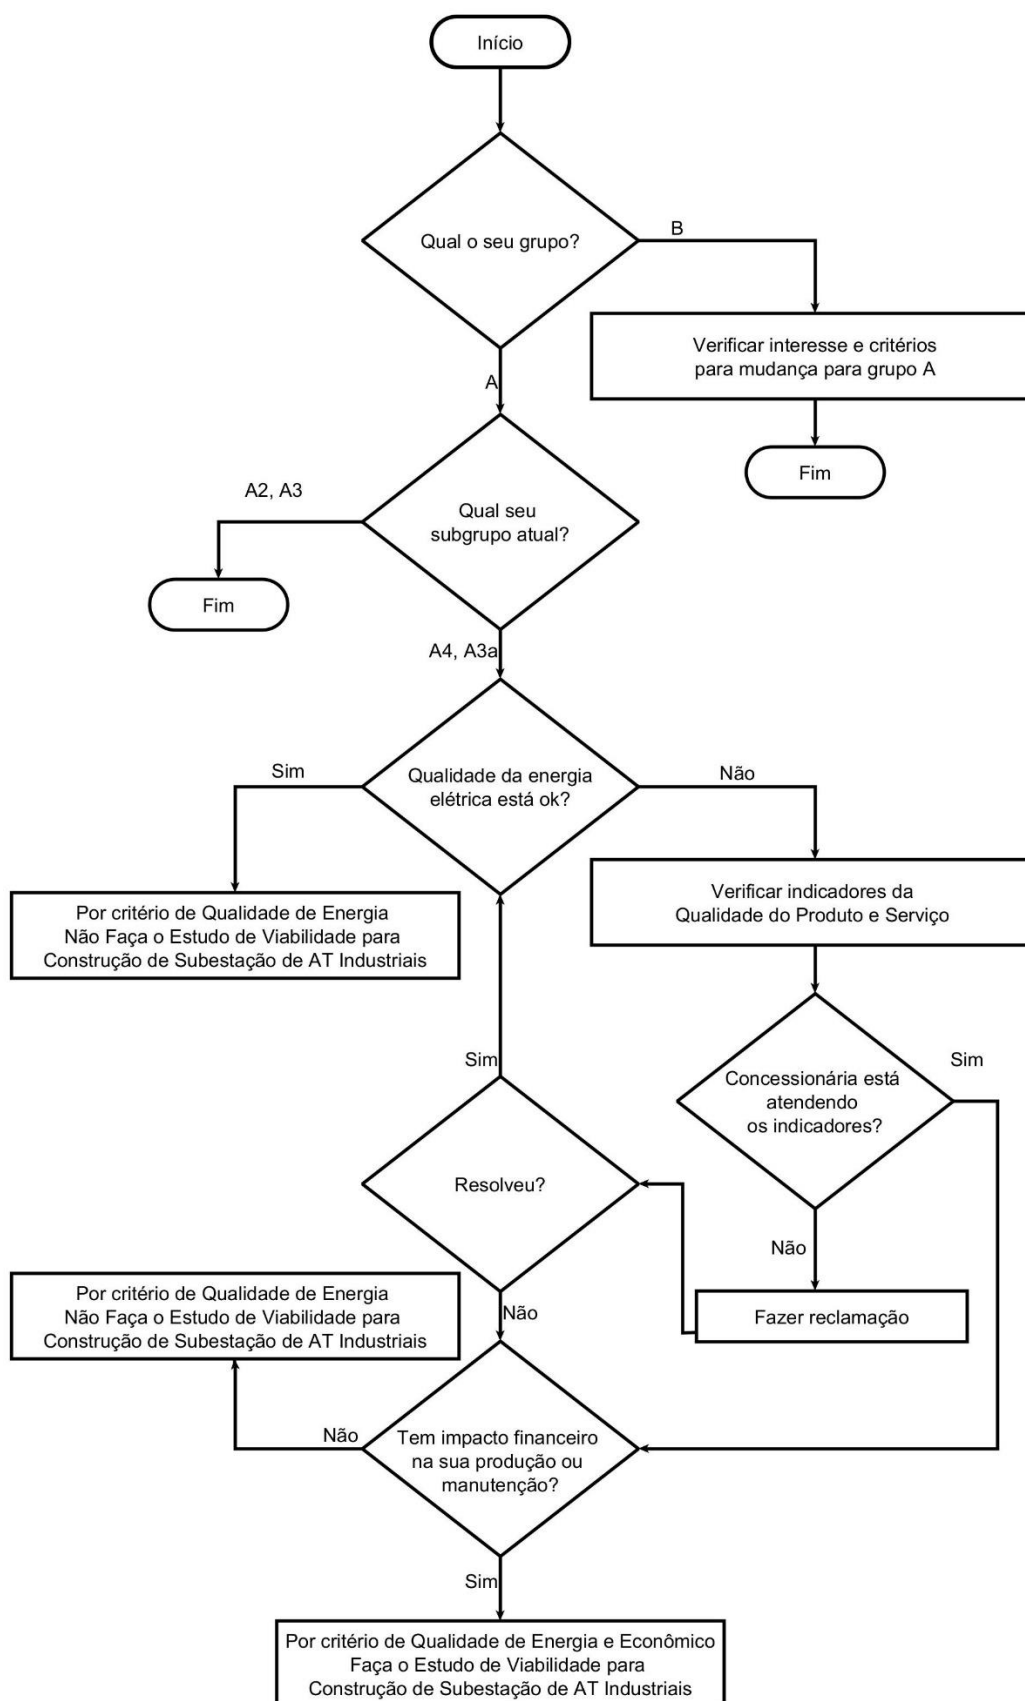 Início
Qual o seu grupo?
B
Verificar interesse e critérios
para mudança para grupo A
Fim
A
Qual seu
subgrupo atual?
A2, A3
Fim
A4, A3a
Qualidade da energia
elétrica está ok?
Sim
Não
Por critério de Qualidade de Energia
Não Faça o Estudo de Viabilidade para
Construção de Subestação de AT Industriais
Verificar indicadores da
Qualidade do Produto e Serviço
Concessionária está
atendendo
os indicadores?
Sim
Não
Fazer reclamação
Sim
Resolveu?
Não
Por critério de Qualidade de Energia
Não Faça o Estudo de Viabilidade para
Construção de Subestação de AT Industriais
Não
Tem impacto financeiro
na sua produção ou
manutenção?
Sim
Por critério de Qualidade de Energia e Econômico
Faça o Estudo de Viabilidade para
Construção de Subestação de AT Industriais